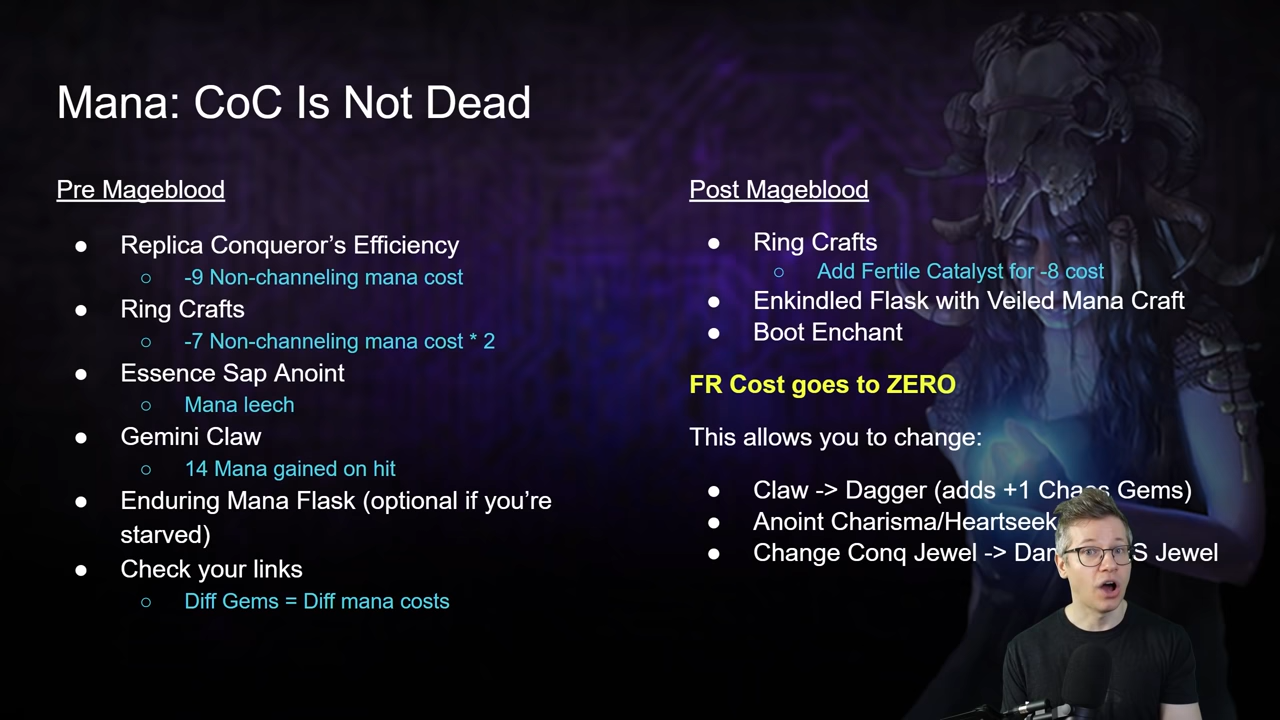 Mana: CoC Is Not Dead
Pre Mageblood
● Replica Conqueror's Efficiency
○ -9 Non-channeling mana cost
● Ring Crafts
○ -7 Non-channeling mana cost * 2
● Essence Sap Anoint
○ Mana leech
● Gemini Claw
○ 14 Mana gained on hit
● Enduring Mana Flask (optional if you're
starved)
● Check your links
○ Diff Gems = Diff mana costs
Post Mageblood
● Ring Crafts
○ Add Fertile Catalyst for -8 cost
● Enkindled Flask with Veiled Mana Craft
● Boot Enchant
FR Cost goes to ZERO
This allows you to change:
● Claw -> Dagger (adds +1 Chaos Gems)
● Anoint Charisma/Heartseek
● Change Conq Jewel -> Jewel